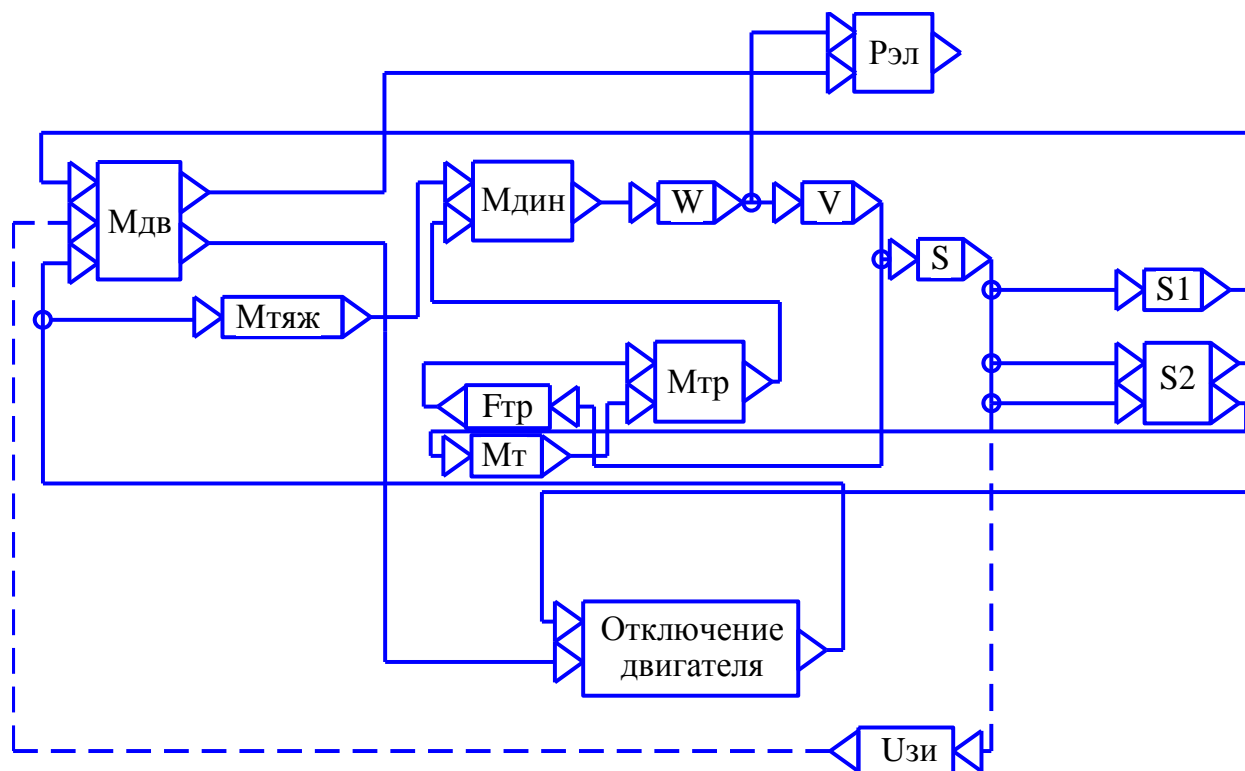 Рэл
Мдв
Мдин
W
V
S
S1
Мтяж
Мтр
S2
Fтр
Мт
Отключение
двигателя
Uзи